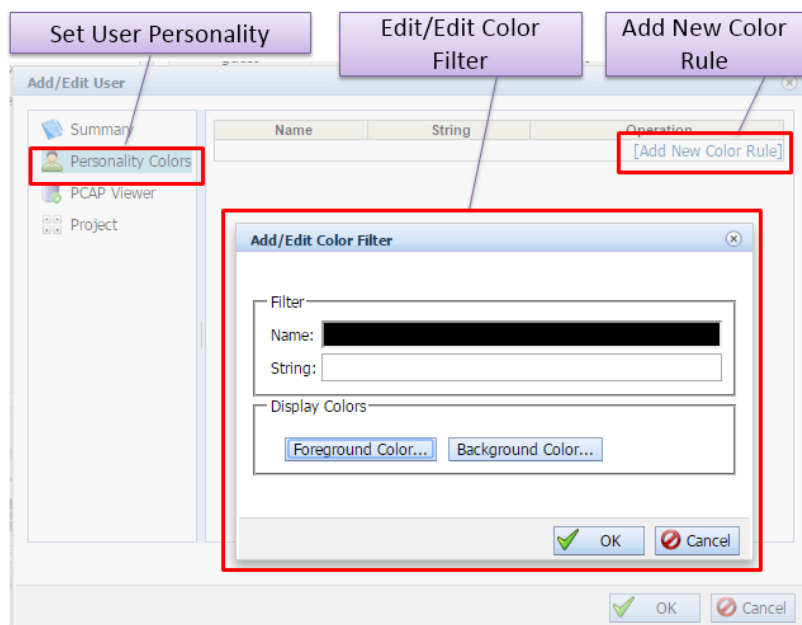 Set User Personality
Edit/Edit Color
Filter
Add New Color
Rule
Add/Edit User
Summary
Name String Operation
Personality Colors
[Add New Color Rule]
PCAP Viewer
Project
Add/Edit Color Filter
Filter
Name:
String:
Display Colors
Foreground Color... Background Color...
OK Cancel
OK Cancel